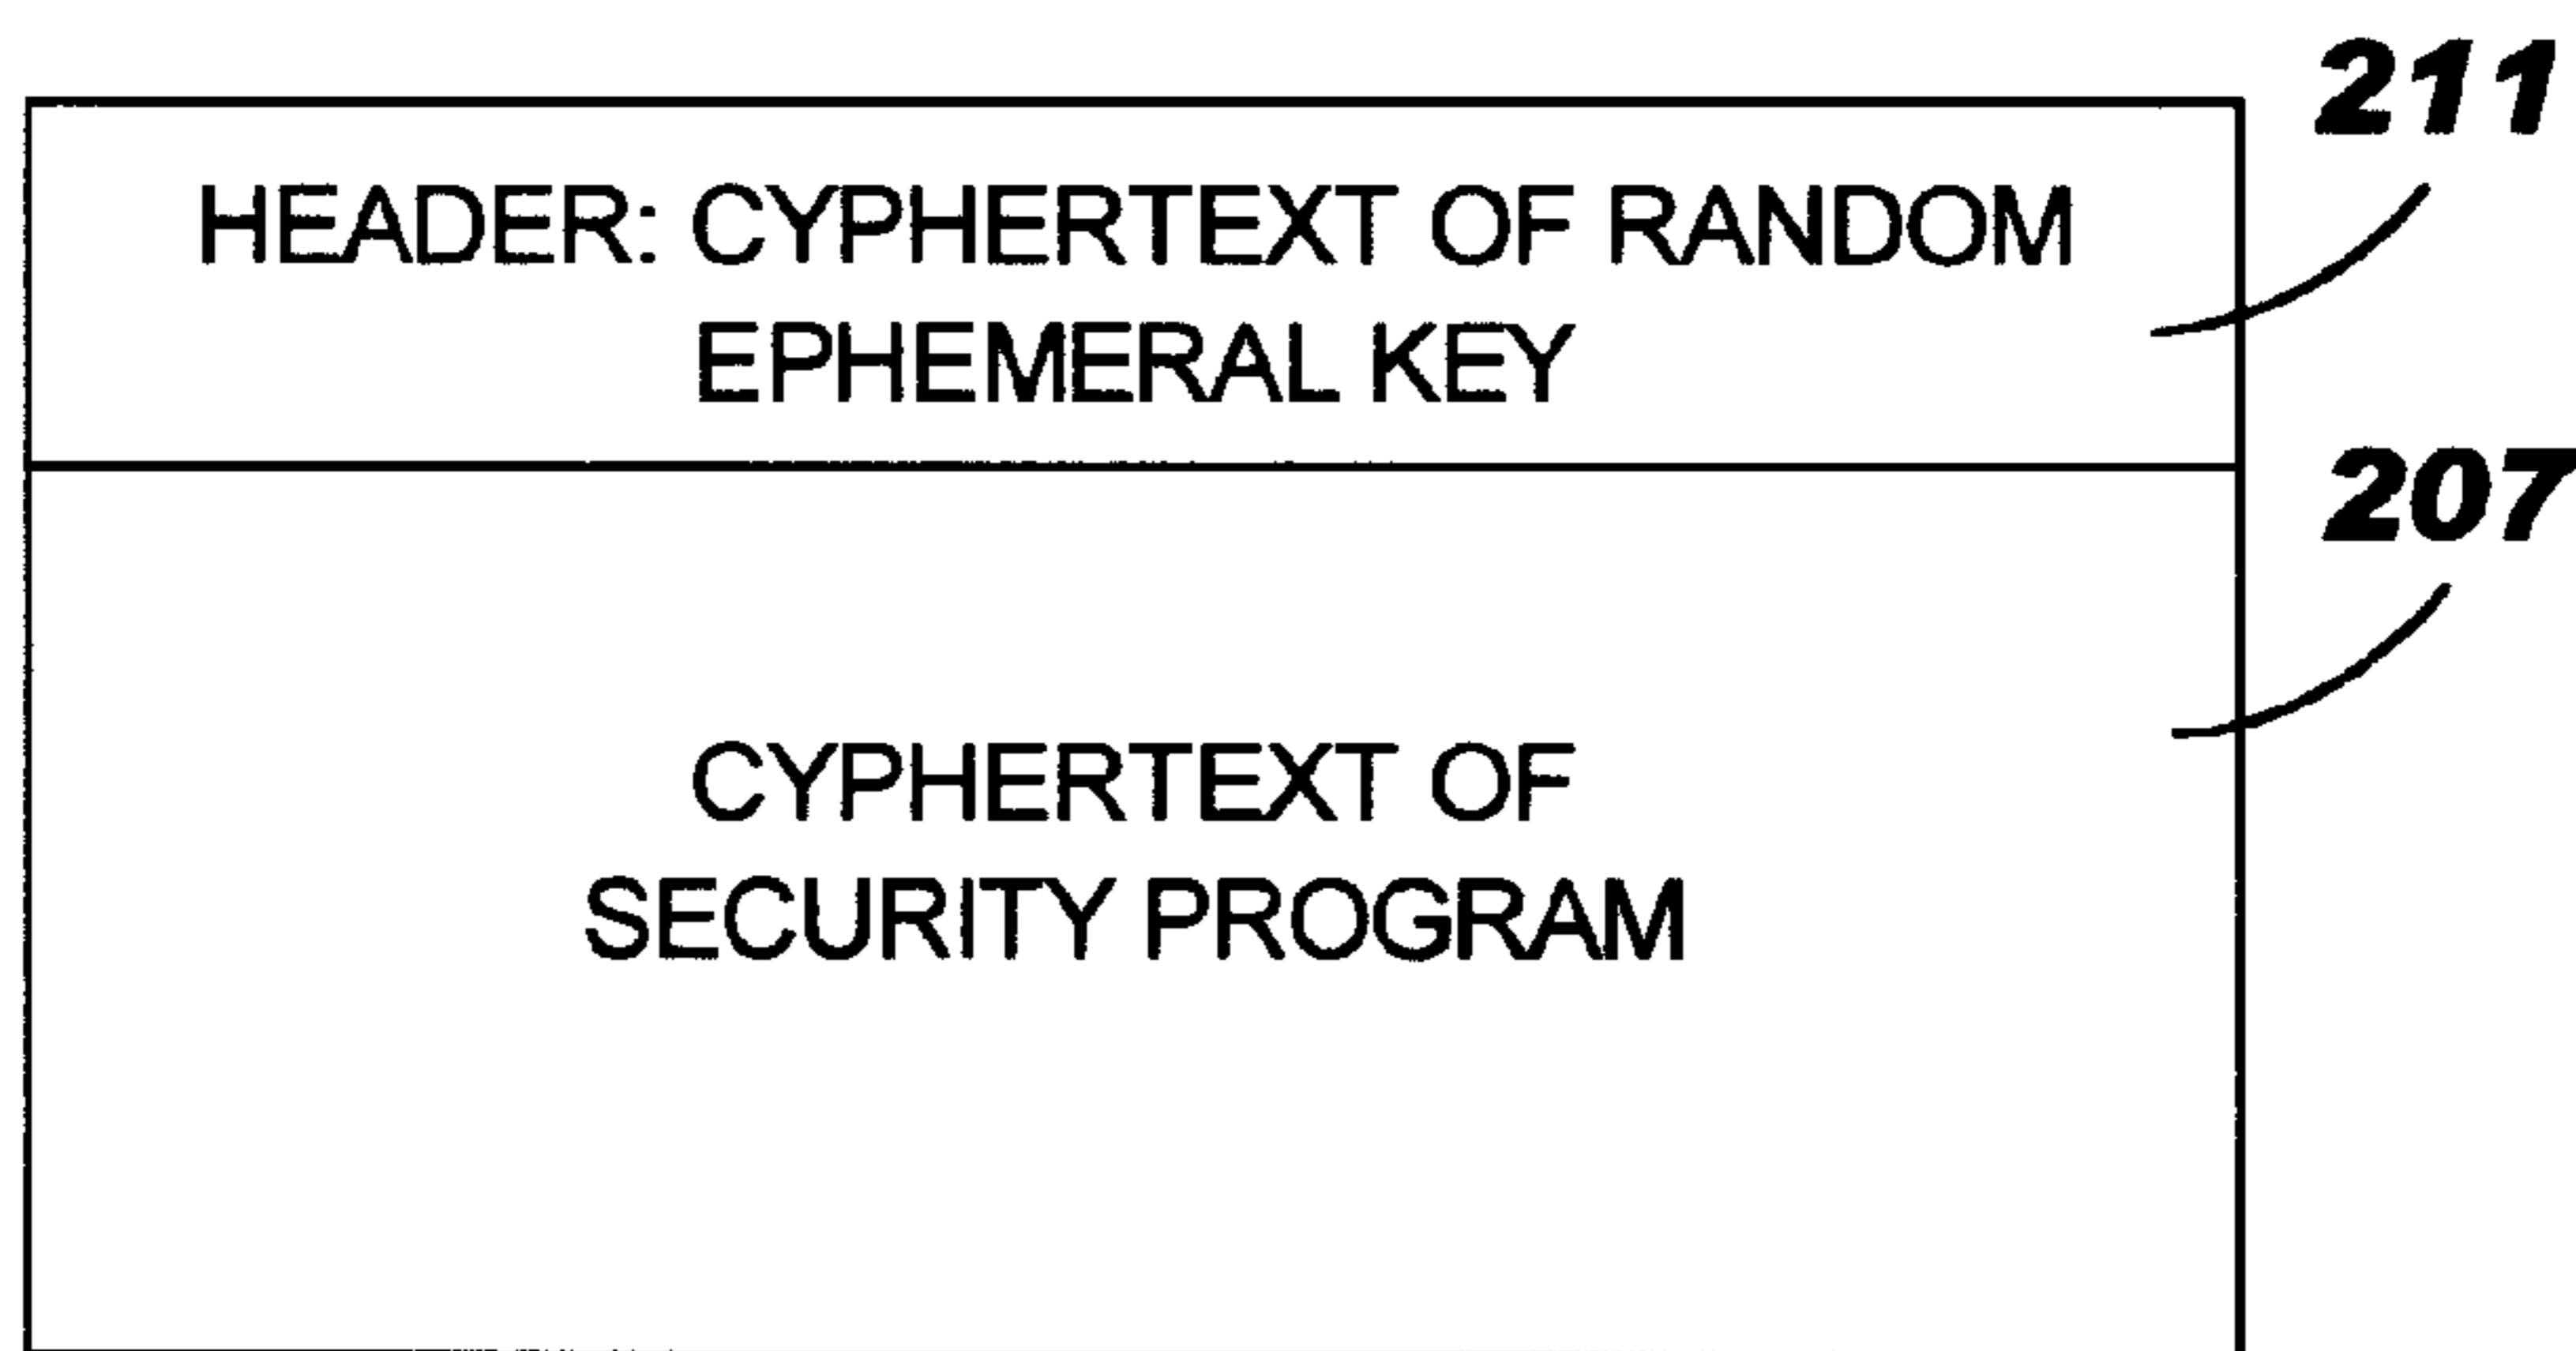 211
HEADER: CYPHERTEXT OF RANDOM
EPHEMERAL KEY
207
CYPHERTEXT OF
SECURITY PROGRAM